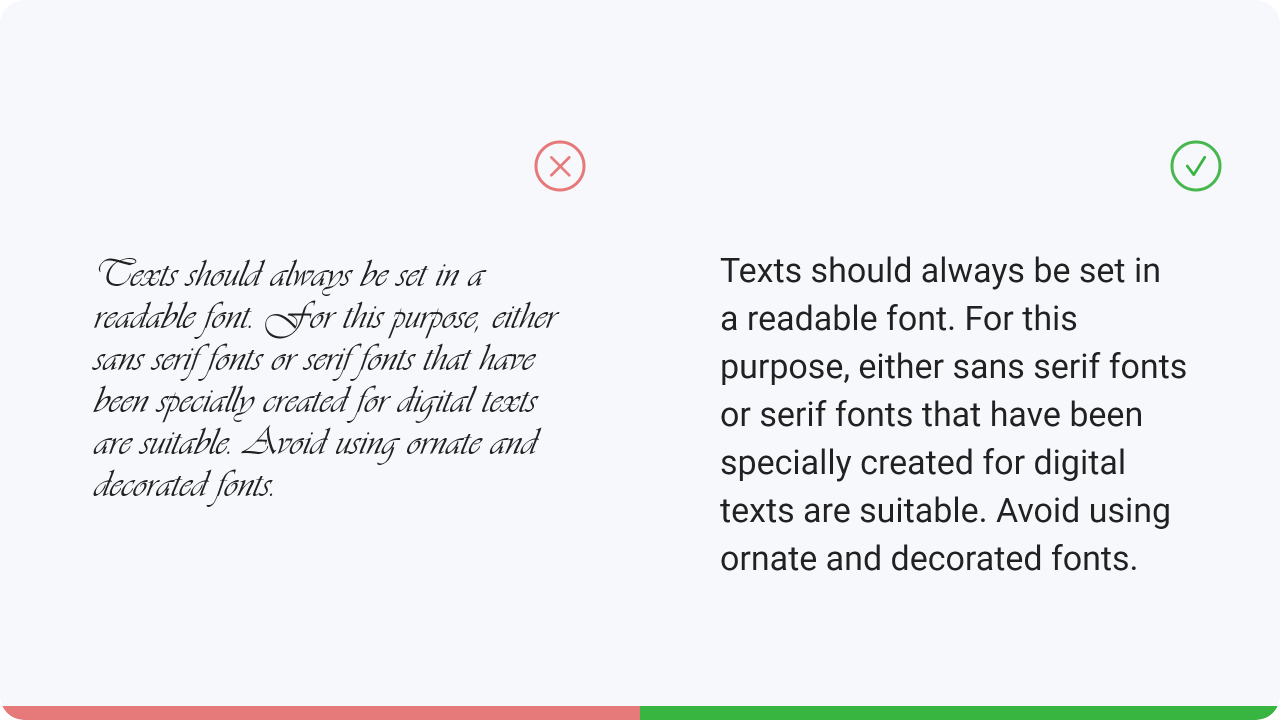 Texts should always be set in a
readable font. For this purpose, either
sans serif fonts or serif fonts that have
been specially created for digital texts
are suitable. Avoid using ornate and
decorated fonts.
Texts should always be set in
a readable font. For this
purpose, either sans serif fonts
or serif fonts that have been
specially created for digital
texts are suitable. Avoid using
ornate and decorated fonts.